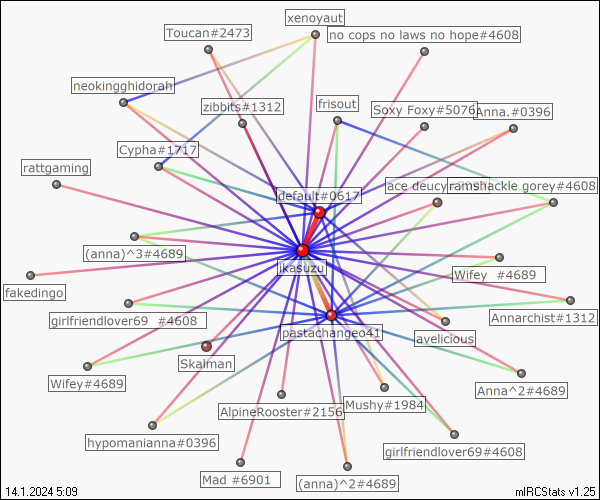 xenoyaut
Toucan#2473
no cops no laws no hope#4608
neokingghidorah
zibbits#1312
frisout
Soxy Foxy#5076
Anna.#0396
Cypha#1717
rattgaming
default#0617
ace deucy
ramshackle gorey#4608
(anna)^3#4689
jkasuzu
Wifey #4689
fakedingo
girlfriendlover69 #4608
Annarchist#1312
pastachangeo41
avelicious
Skalman
Wifey#4689
Anna^2#4689
AlpineRooster#2156
Mushy#1984
hypomanianna#0396
girlfriendlover69#4608
Mad #6901
(anna)^2#4689
14.1.2024 5:09
mIRCStats v1.25